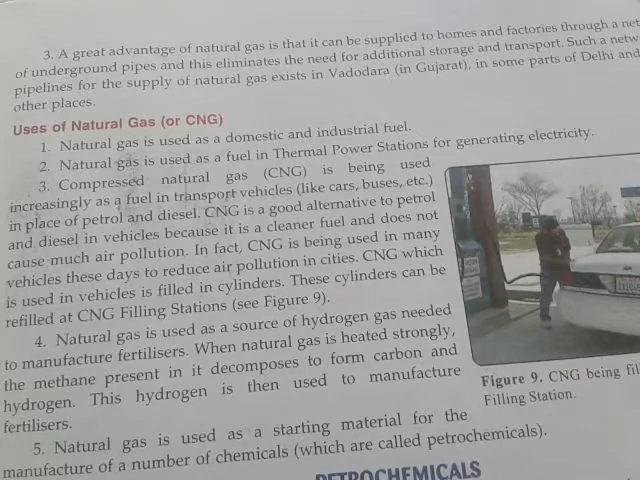 3. A great advantage of natural gas is that it can be supplied to homes and factories through a net
of underground pipes and this eliminates the need for additional storage and transport. Such a netw
pipelines for the supply of natural gas exists in Vadodara (in Gujarat), in some parts of Delhi and
other places.
Uses of Natural Gas (or CNG)
1. Natural gas is used as a domestic and industrial fuel.
2. Natural gas is used as a fuel in Thermal Power Stations for generating electricity.
3. Compressed natural gas (CNG) is being used
increasingly as a fuel in transport vehicles (like cars, buses, etc.)
in place of petrol and diesel. CNG is a good alternative to petrol
and diesel in vehicles because it is a cleaner fuel and does not
cause much air pollution. In fact, CNG is being used in many
vehicles these days to reduce air pollution in cities. CNG which
is used in vehicles is filled in cylinders. These cylinders can be
refilled at CNG Filling Stations (see Figure 9).
4. Natural gas is used as a source of hydrogen gas needed
to manufacture fertilisers. When natural gas is heated strongly,
the methane present in it decomposes to form carbon and
hydrogen. This hydrogen is then used to manufacture
fertilisers.
5. Natural gas is used as a starting material for the
manufacture of a number of chemicals (which are called petrochemicals).
Figure 9. CNG being fil
Filling Station.
PETROCHEMICALS